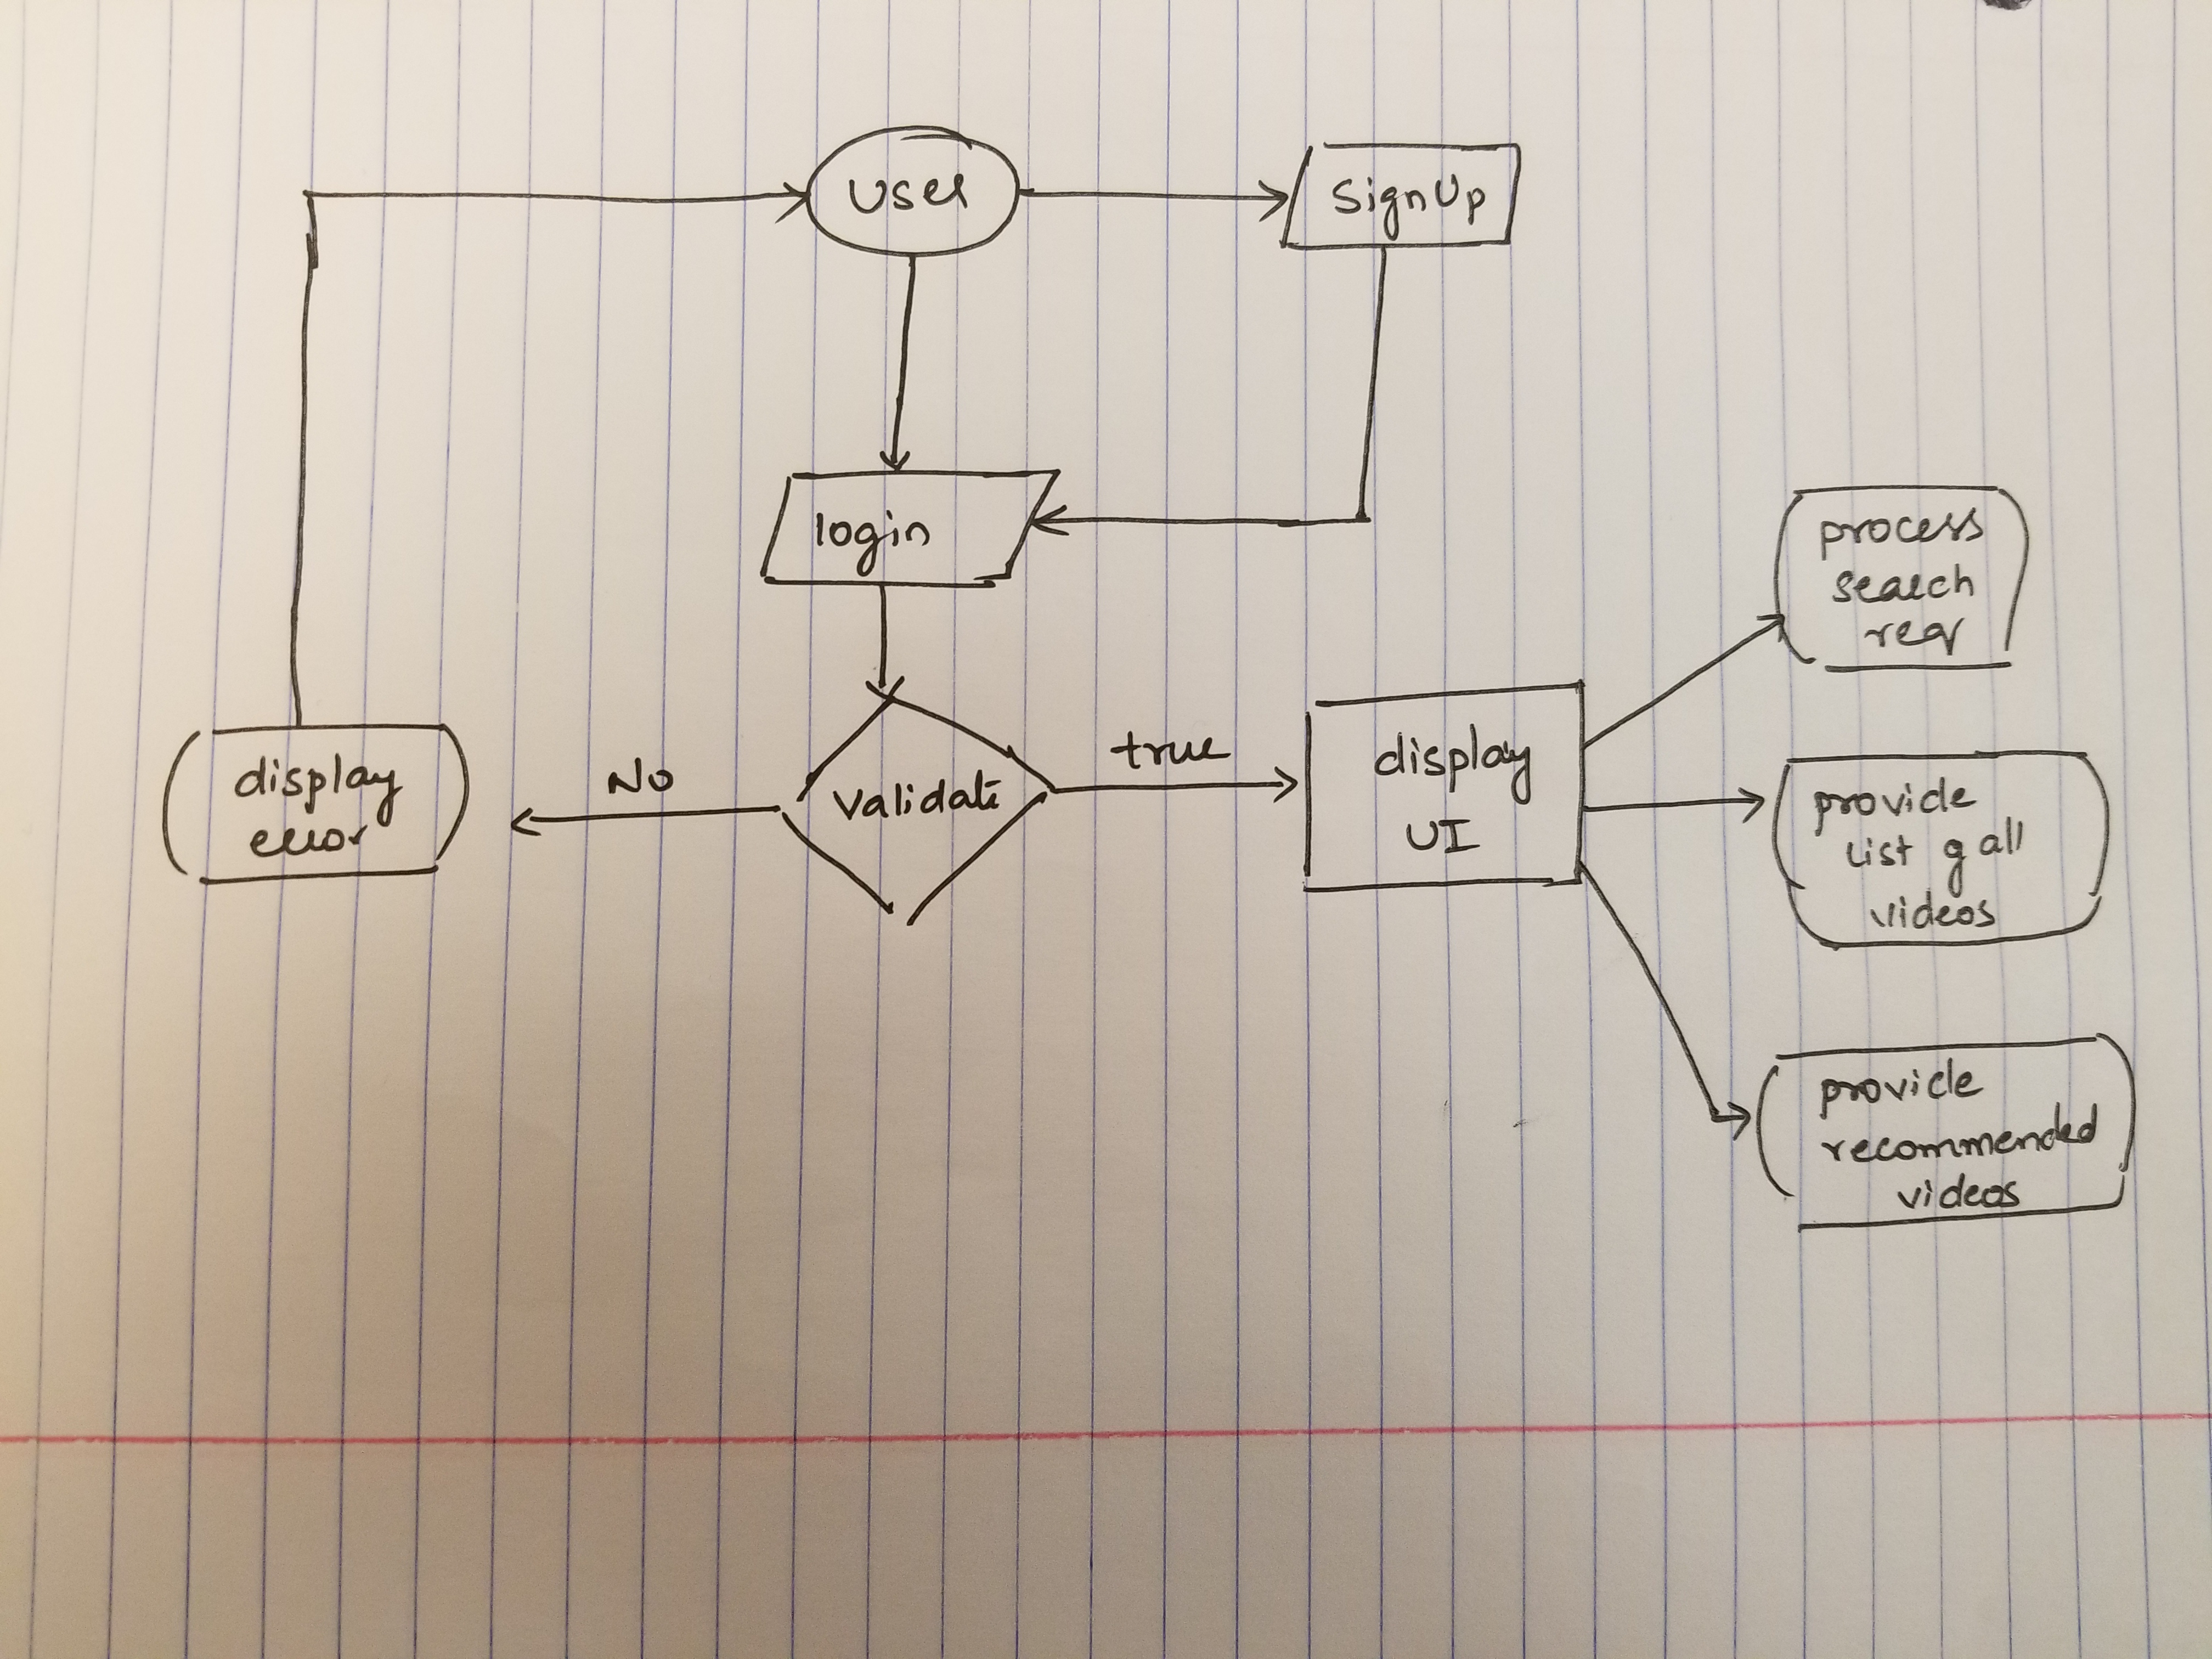 User
SignUp
login
No
validati
true
display
error
display
UI
process
search
req
provide
list of all
videos
provide
recommended
videos